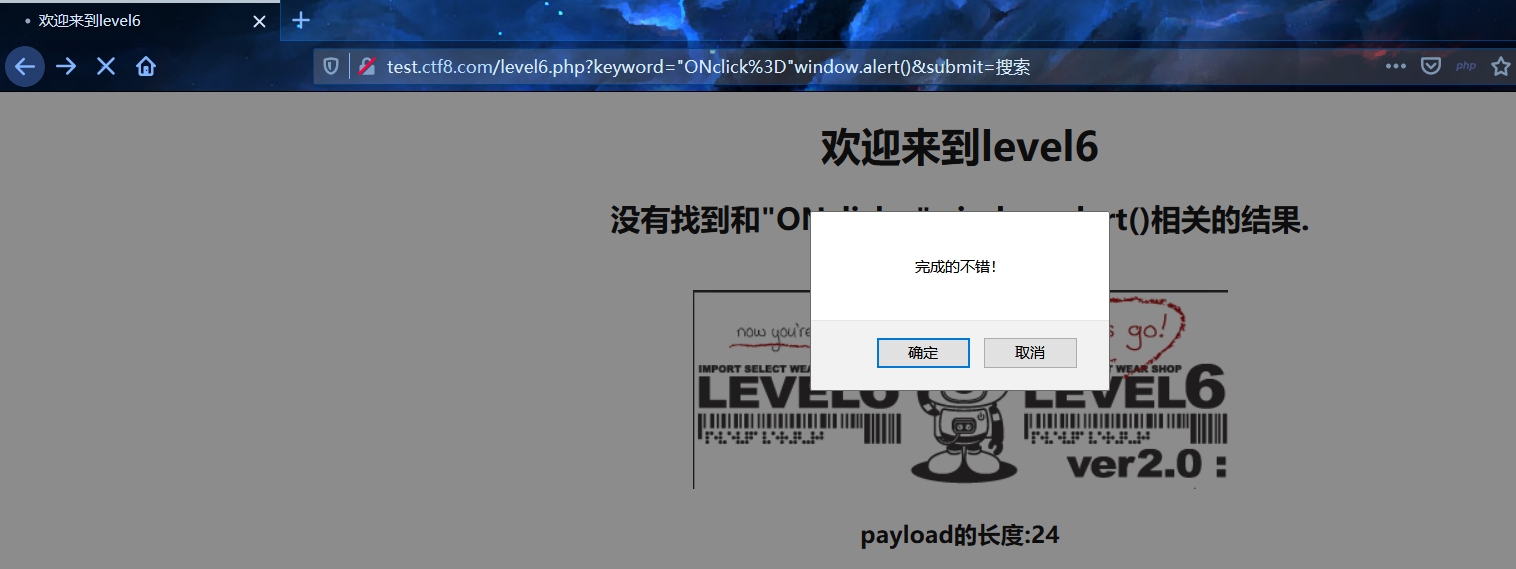 欢迎来到level6
test.ctf8.com/level6.php?keyword="ONclick%3D"window.alert()&submit=搜索
php
欢迎来到level6
没有找到和"ON rt()相关的结果.
完成的不错！
确定 取消
now you're go!
IMPORT SELECT WEAR SHOP
LEVEL6 LEVEL6
ver2.0 :
payload的长度:24